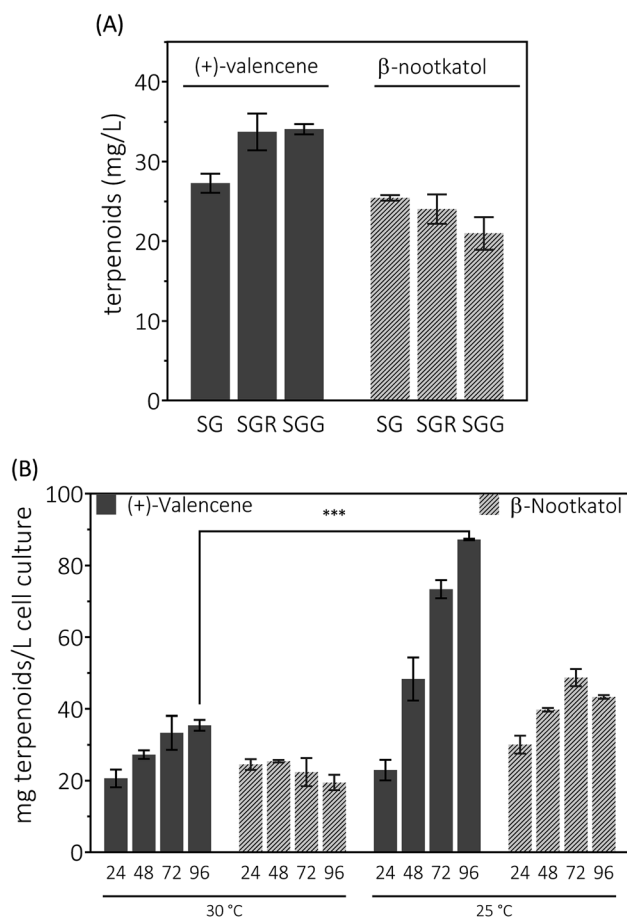 (A)
(+)-valencene β-nootkatol
terpenoids (mg/L)
40
30
20
10
0
SG SGR SGG SG SGR SGG
(B)
100
(+)-Valencene *** β-Nootkatol
mg terpenoids/L cell culture
80
60
40
20
0
24 48 72 96 24 48 72 96 24 48 72 96 24 48 72 96
30 °C 25 °C